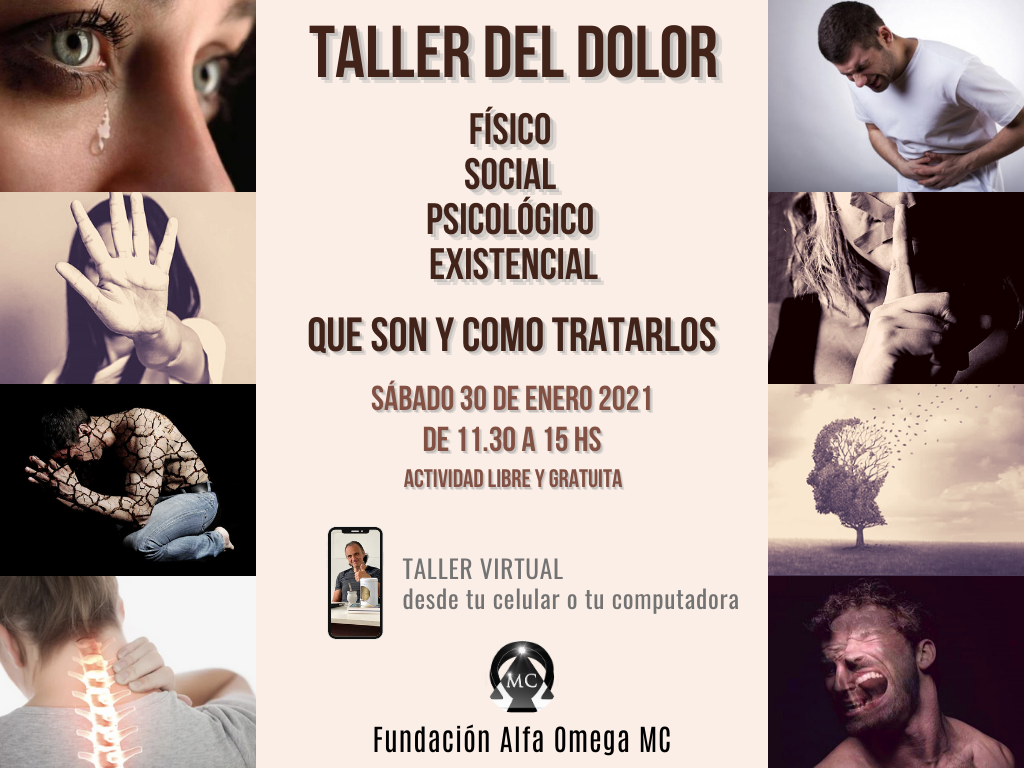 TALLER DEL DOLOR
FÍSICO
SOCIAL
PSICOLÓGICO
EXISTENCIAL
QUE SON Y COMO TRATARLOS
SÁBADO 30 DE ENERO 2021
DE 11.30 A 15 HS
ACTIVIDAD LIBRE Y GRATUITA
TALLER VIRTUAL
desde tu celular o tu computadora
MC
Fundación Alfa Omega MC